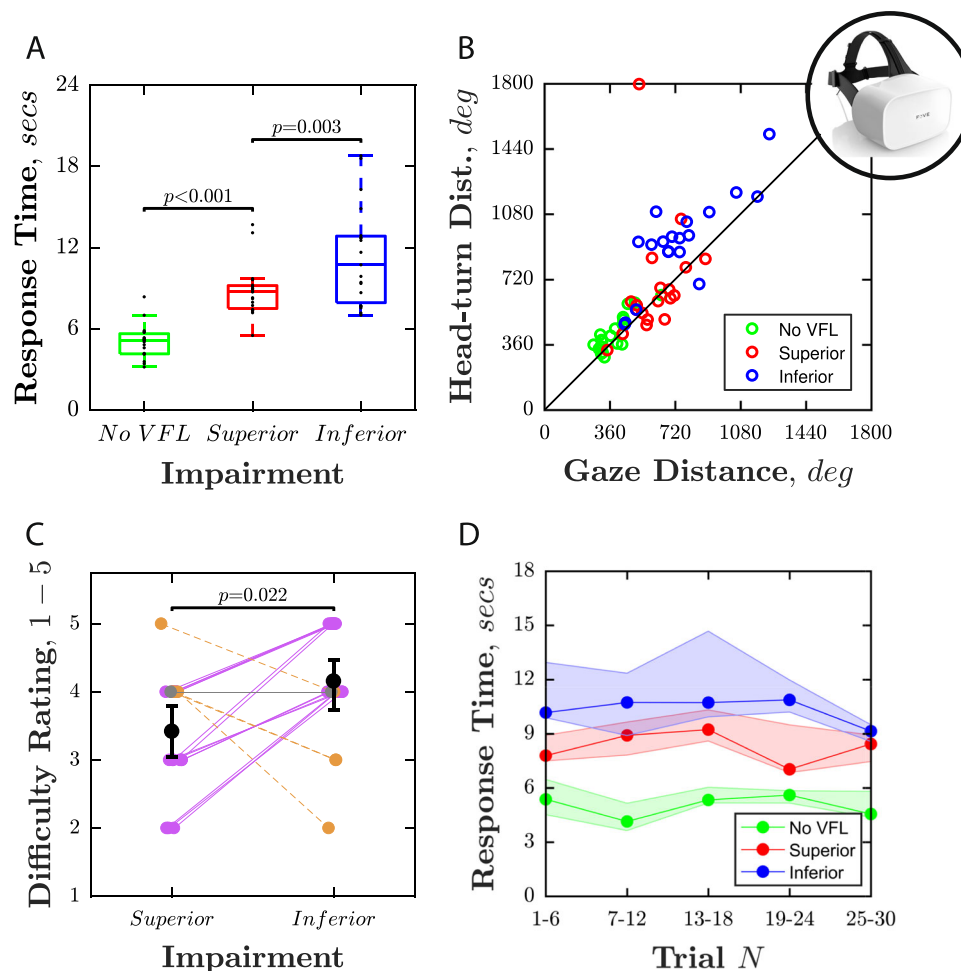 A
Response Time, secs
24
18
12
6
0
p<0.001
p=0.003
No VFL Superior Inferior
Impairment
B
Head-turn Dist., deg
1800
1440
1080
720
360
0
No VFL
Superior
Inferior
0 360 720 1080 1440 1800
Gaze Distance, deg
FOVE
C
Difficulty Rating, 1 − 5
5
4
3
2
1
p=0.022
Superior Inferior
Impairment
D
Response Time, secs
18
15
12
9
6
3
0
No VFL
Superior
Inferior
1-6 7-12 13-18 19-24 25-30
Trial N